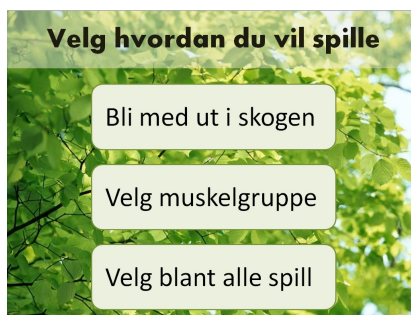 Velg hvordan du vil spille
Bli med ut i skogen
Velg muskelgruppe
Velg blant alle spill